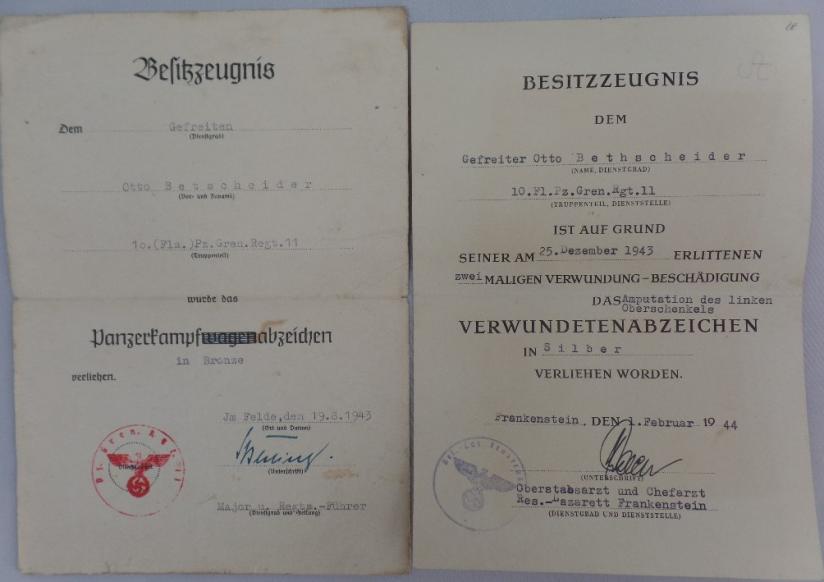 Besitzzeugnis
Dem Gefreiten
(Dienstgrad)
Otto Betscheider
(Vor- und Zuname)
1o.(Fla.)Pz.Gren.Regt.11
(Truppenteil)
wurde das
Panzerkampfwagenabzeichen
in Bronze
verliehen.
Jm Felde,den 19.8.1943
(Ort und Datum)
(Unterschrift)
Major u. Regts.-Führer
(Dienstgrad und Stellung)
BESITZZEUGNIS
DEM
Gefreiter Otto Bethscheider
(NAME, DIENSTGRAD)
10.Fl.Pz.Gren.Rgt.11
(TRUPPENTEIL, DIENSTSTELLE)
IST AUF GRUND
SEINER AM 25.Dezember 1943 ERLITTENEN
zwei MALIGEN VERWUNDUNG-BESCHÄDIGUNG
DAS Amputation des linken
Oberschenkels
VERWUNDETENABZEICHEN
IN Silber
VERLIEHEN WORDEN.
Frankenstein, DEN 1.Februar 1944
(UNTERSCHRIFT)
Oberstabsarzt und Chefarzt
Res.-Lazarett Frankenstein
(DIENSTGRAD UND DIENSTSTELLE)